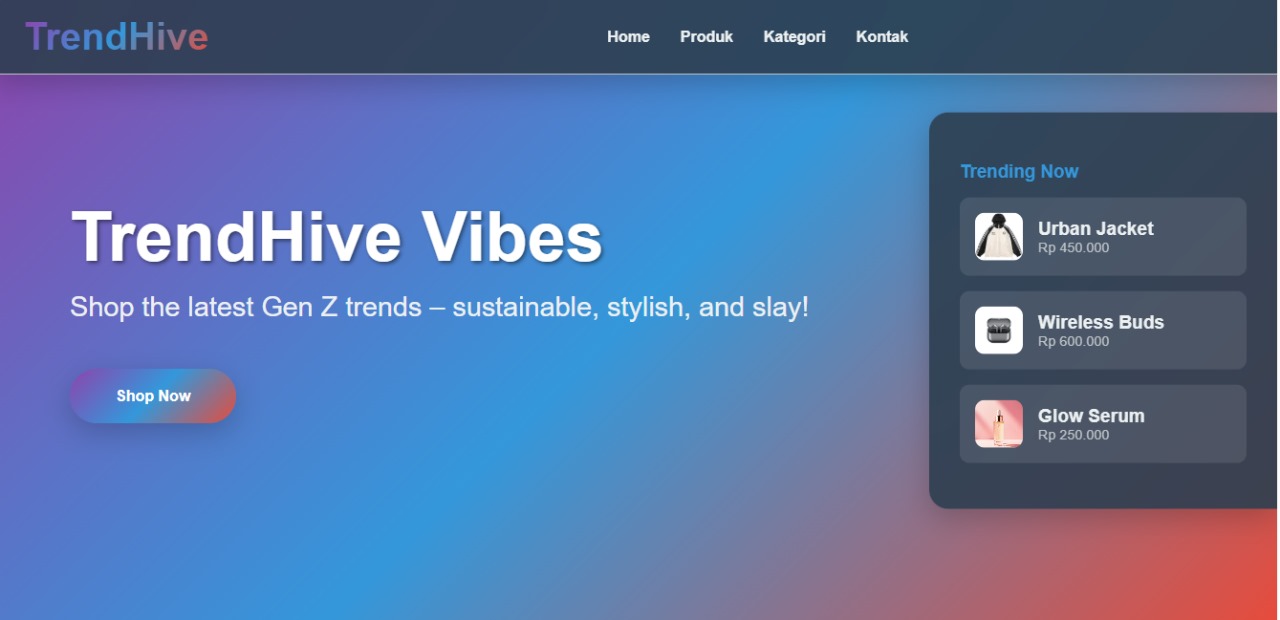 TrendHive
Home Produk Kategori Kontak
TrendHive Vibes
Shop the latest Gen Z trends – sustainable, stylish, and slay!
Shop Now
Trending Now
Urban Jacket
Rp 450.000
Wireless Buds
Rp 600.000
Glow Serum
Rp 250.000